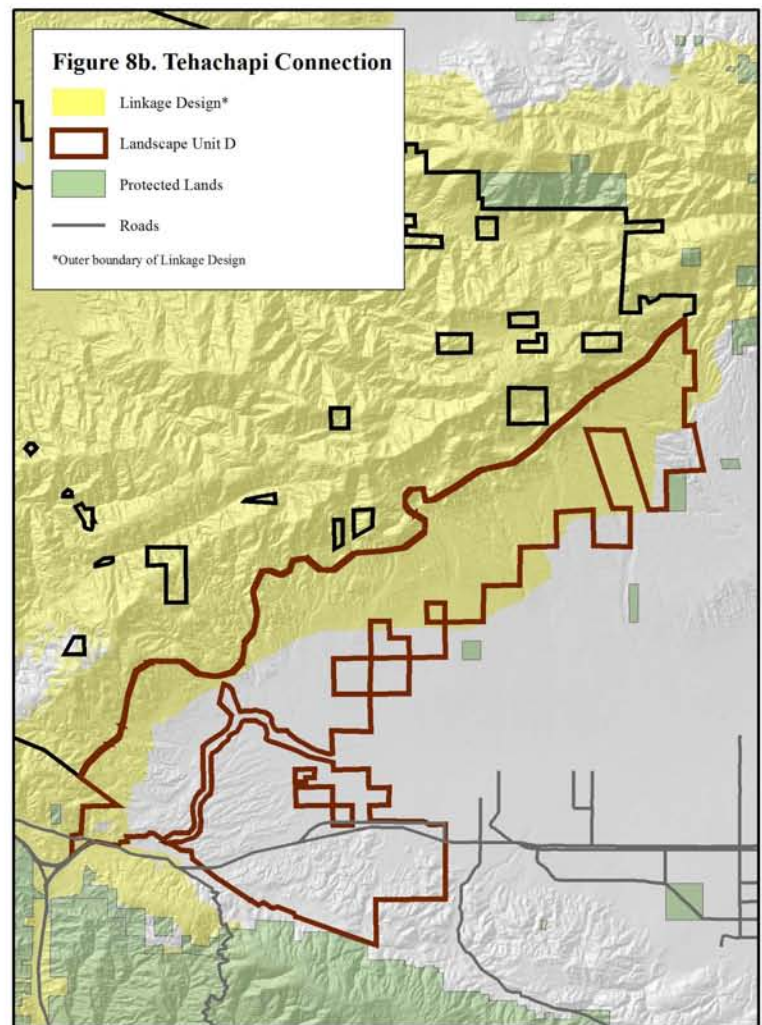 Figure 8b. Tehachapi Connection
Linkage Design*
Landscape Unit D
Protected Lands
Roads
*Outer boundary of Linkage Design